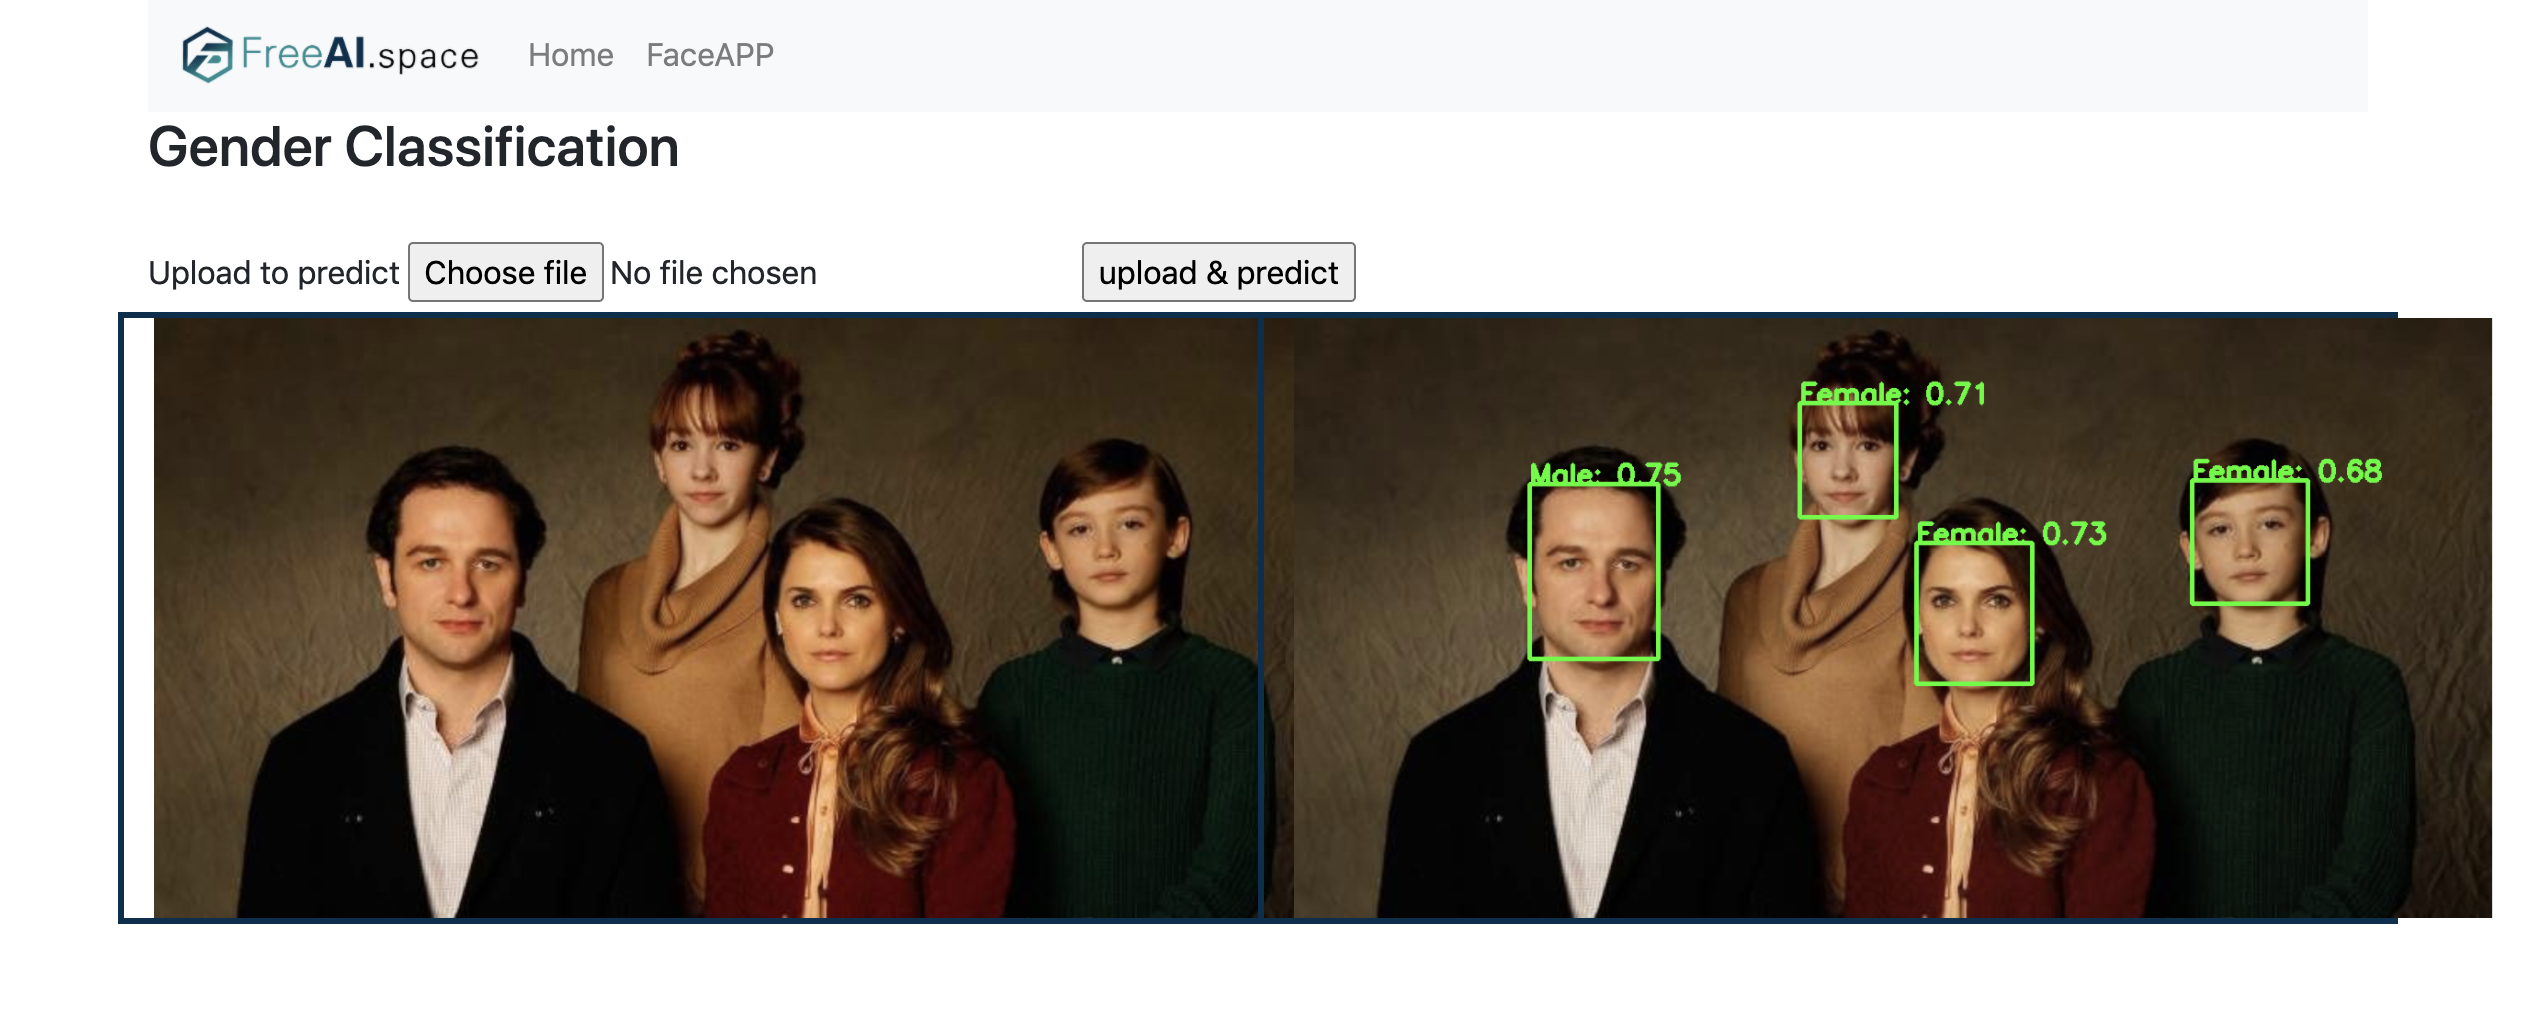 FreeAI.space Home FaceAPP
Gender Classification
Upload to predict Choose file No file chosen upload & predict
Female: 0.71
Male: 0.75
Female: 0.68
Female: 0.73